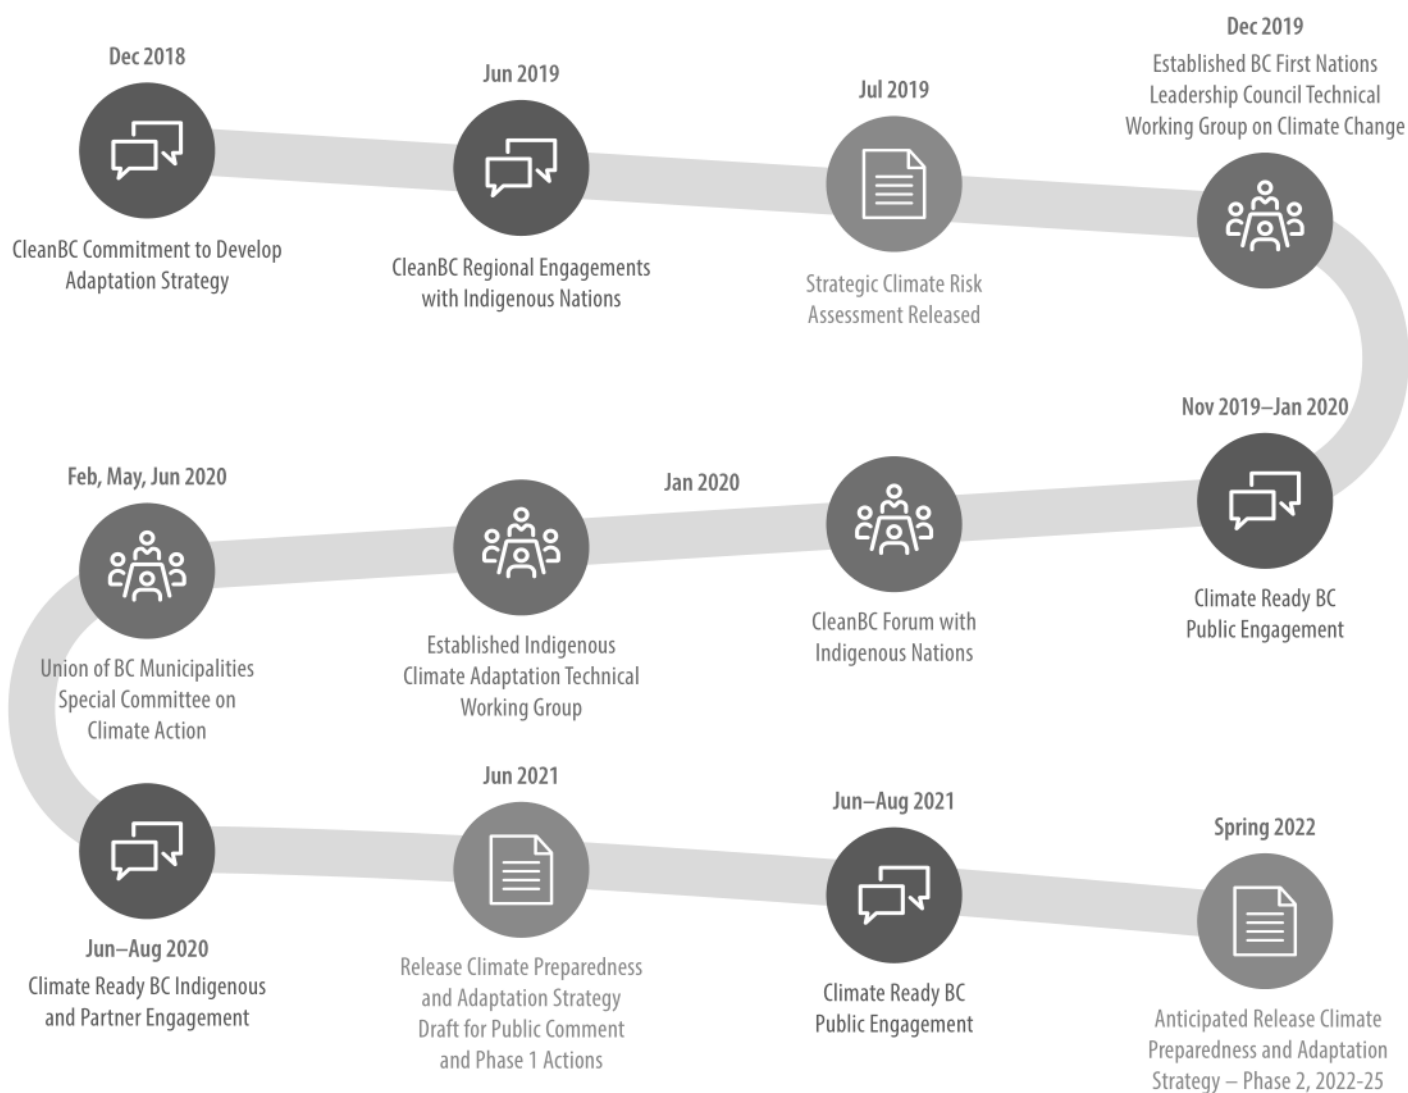 Dec 2018
CleanBC Commitment to Develop
Adaptation Strategy
Jun 2019
CleanBC Regional Engagements
with Indigenous Nations
Jul 2019
Strategic Climate Risk
Assessment Released
Dec 2019
Established BC First Nations
Leadership Council Technical
Working Group on Climate Change
Nov 2019–Jan 2020
Climate Ready BC
Public Engagement
Jan 2020
CleanBC Forum with
Indigenous Nations
Established Indigenous
Climate Adaptation Technical
Working Group
Feb, May, Jun 2020
Union of BC Municipalities
Special Committee on
Climate Action
Jun–Aug 2020
Climate Ready BC Indigenous
and Partner Engagement
Jun 2021
Release Climate Preparedness
and Adaptation Strategy
Draft for Public Comment
and Phase 1 Actions
Jun–Aug 2021
Climate Ready BC
Public Engagement
Spring 2022
Anticipated Release Climate
Preparedness and Adaptation
Strategy – Phase 2, 2022-25